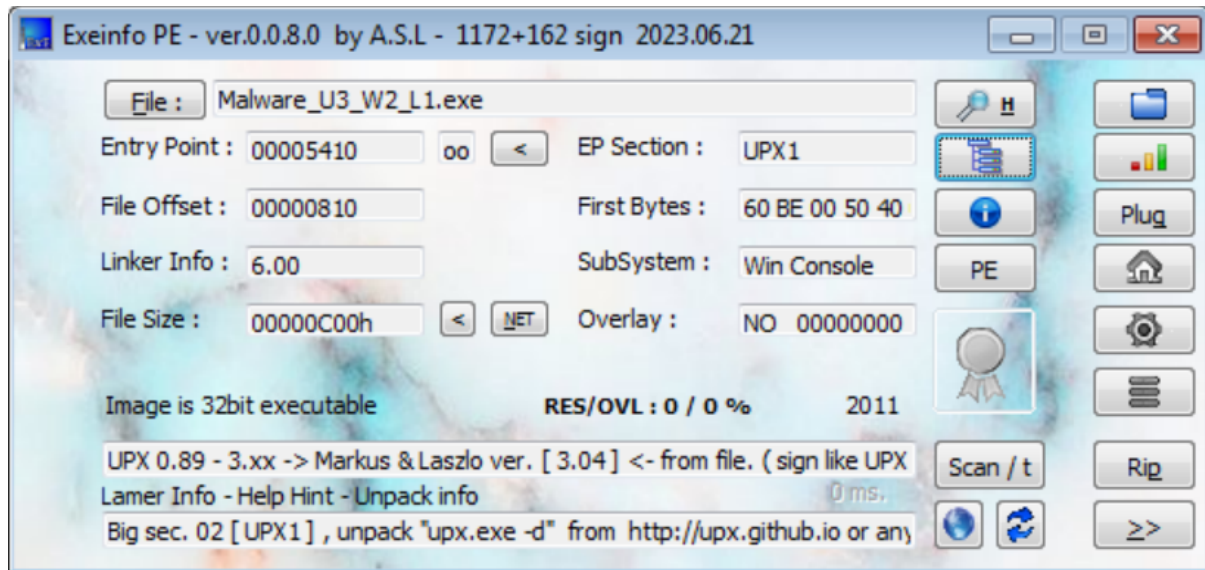 Exeinfo PE - ver.0.0.8.0 by A.S.L - 1172+162 sign 2023.06.21
File : Malware_U3_W2_L1.exe H
Entry Point : 00005410 oo < EP Section : UPX1
File Offset : 00000810 First Bytes : 60 BE 00 50 40 Plug
Linker Info : 6.00 SubSystem : Win Console PE
File Size : 00000C00h < NET Overlay : NO 00000000
Image is 32bit executable RES/OVL : 0 / 0 % 2011
UPX 0.89 - 3.xx -> Markus & Laszlo ver. [ 3.04 ] <- from file. ( sign like UPX Scan / t Rip
Lamer Info - Help Hint - Unpack info 0 ms.
Big sec. 02 [ UPX1 ] , unpack "upx.exe -d" from http://upx.github.io or any >>